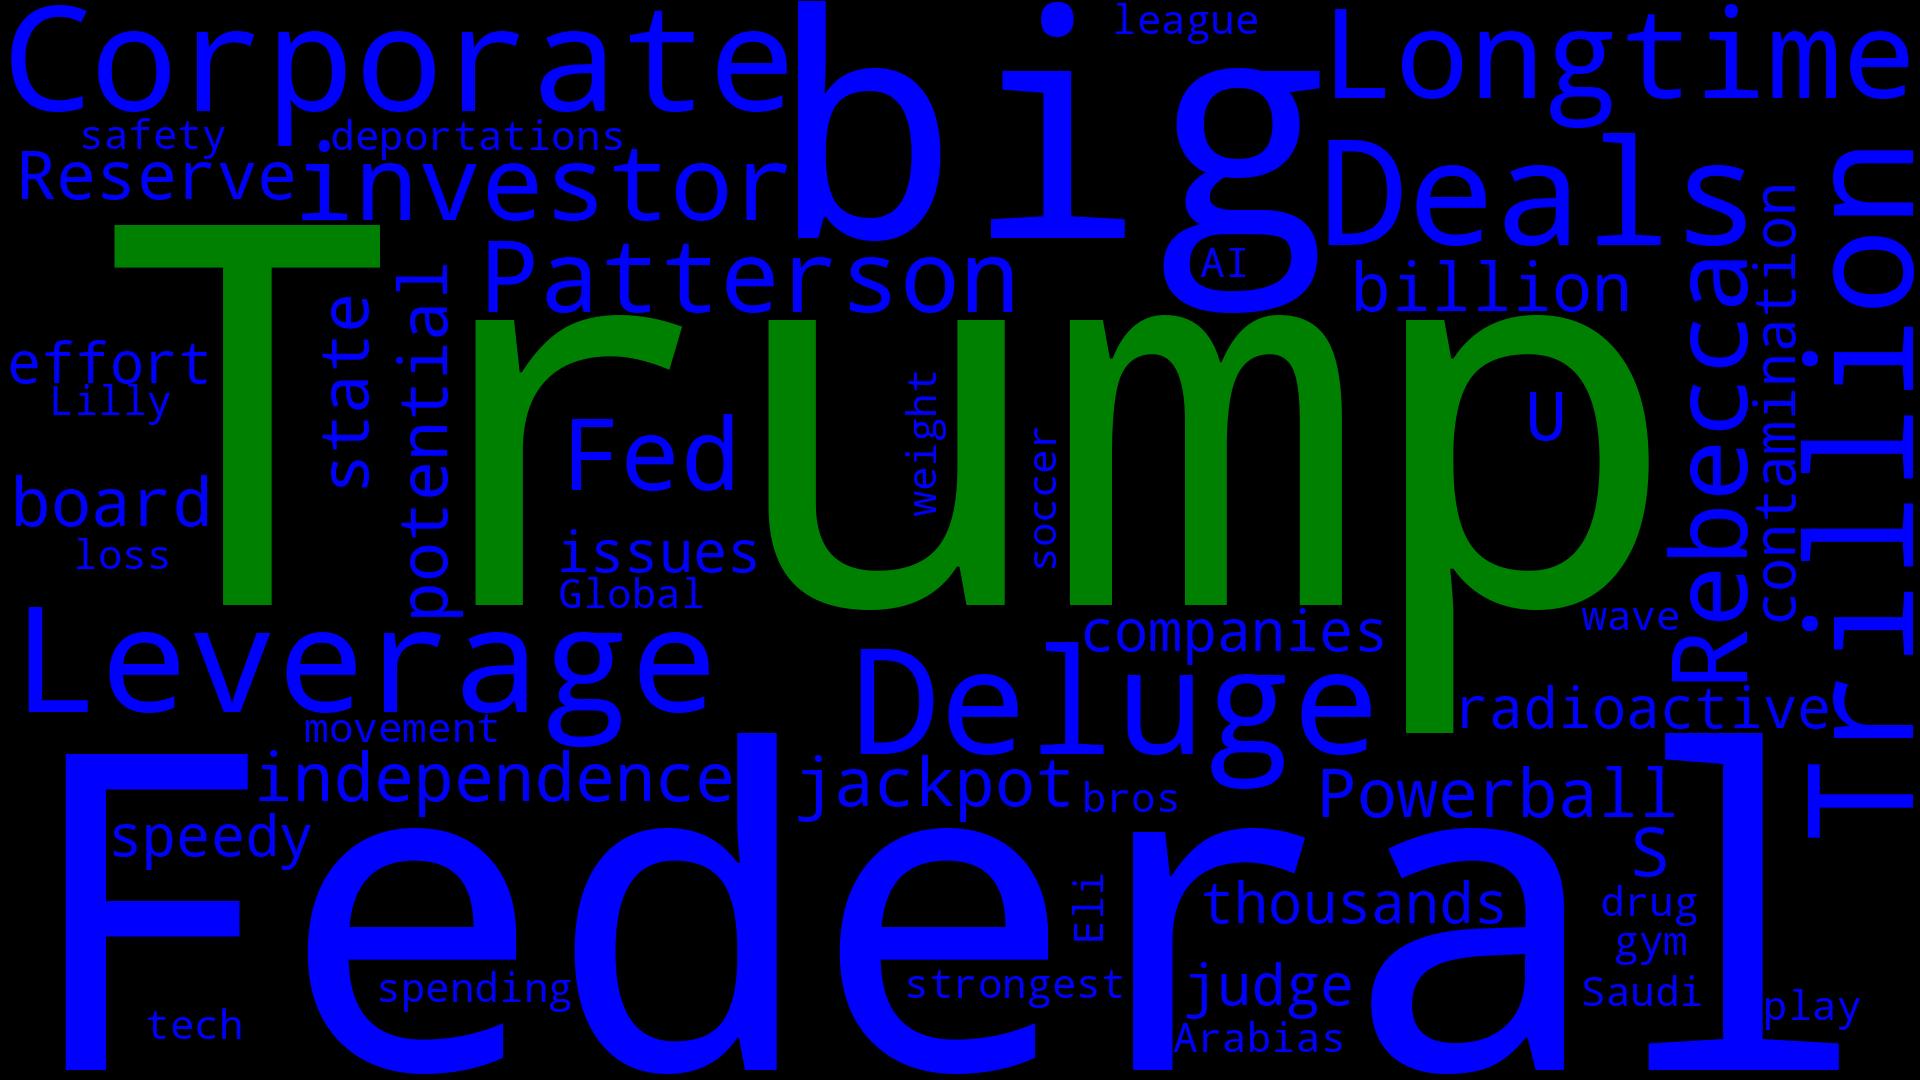 Corporate
big
league
Longtime
safety
deportations
Reserve
investor
Deals
Patterson
AI
billion
Trump
state
potential
effort
Lilly
Fed
weight
soccer
U
Rebeccas
contamination
Trillion
board
loss
issues
Global
Leverage
companies
wave
Deluge
radioactive
movement
Federal
independence
jackpot
bros
Powerball
speedy
S
Eli
thousands
drug
gym
spending
strongest
judge
Saudi
play
tech
Arabias